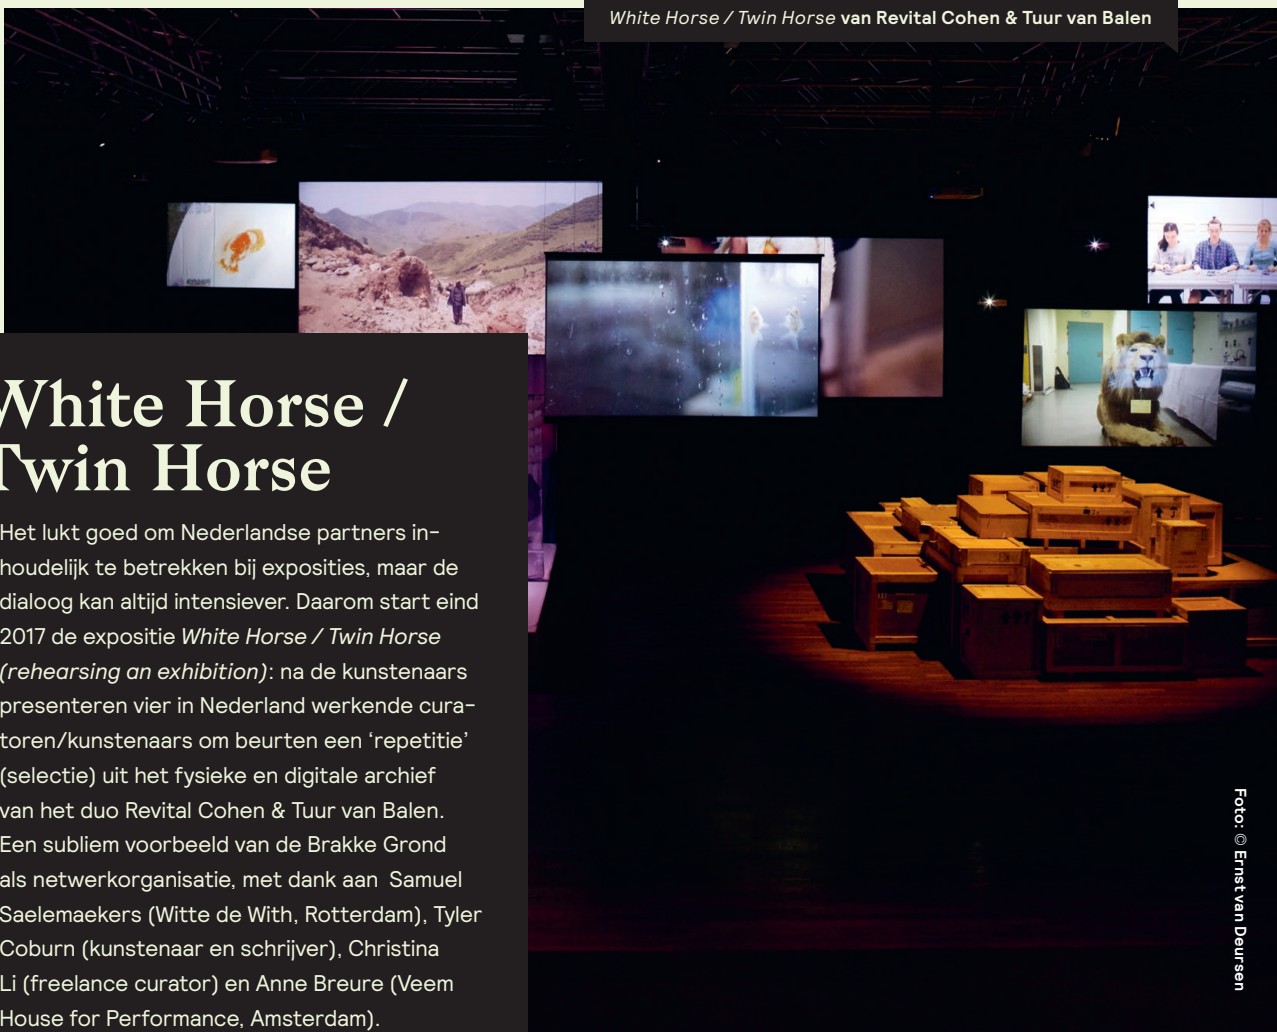 White Horse / Twin Horse van Revital Cohen & Tuur van Balen
White Horse /
Twin Horse
Het lukt goed om Nederlandse partners in-
houdelijk te betrekken bij exposities, maar de
dialoog kan altijd intensiever. Daarom start eind
2017 de expositie White Horse / Twin Horse
(rehearsing an exhibition): na de kunstenaars
presenteren vier in Nederland werkende cura-
toren/kunstenaars om beurten een ‘repetitie’
(selectie) uit het fysieke en digitale archief
van het duo Revital Cohen & Tuur van Balen.
Een subliem voorbeeld van de Brakke Grond
als netwerkorganisatie, met dank aan Samuel
Saelemaekers (Witte de With, Rotterdam), Tyler
Coburn (kunstenaar en schrijver), Christina
Li (freelance curator) en Anne Breure (Veem
House for Performance, Amsterdam).
Foto: © Ernst van Deursen